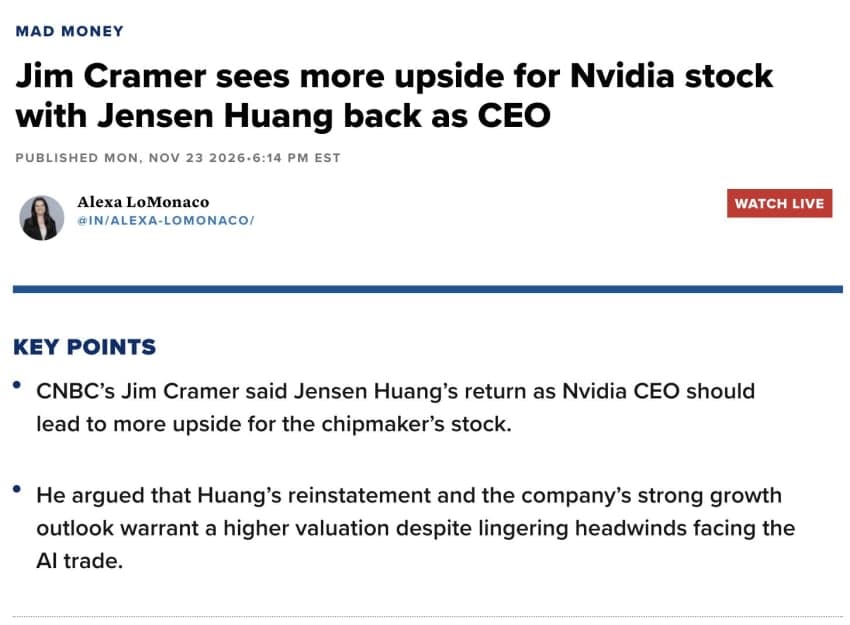 MAD MONEY
Jim Cramer sees more upside for Nvidia stock
with Jensen Huang back as CEO
PUBLISHED MON, NOV 23 2026•6:14 PM EST
Alexa LoMonaco
@IN/ALEXA-LOMONACO/
WATCH LIVE
KEY POINTS
• CNBC’s Jim Cramer said Jensen Huang’s return as Nvidia CEO should
lead to more upside for the chipmaker’s stock.
• He argued that Huang’s reinstatement and the company’s strong growth
outlook warrant a higher valuation despite lingering headwinds facing the
AI trade.